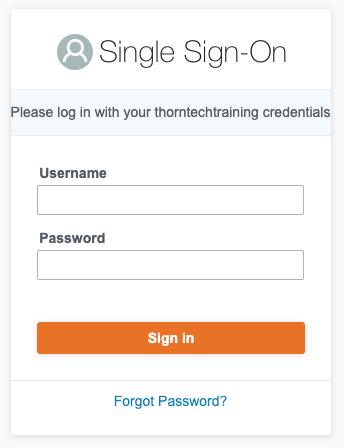 Single Sign-On
Please log in with your thorntechtraining credentials
Username
Password
Sign in
Forgot Password?